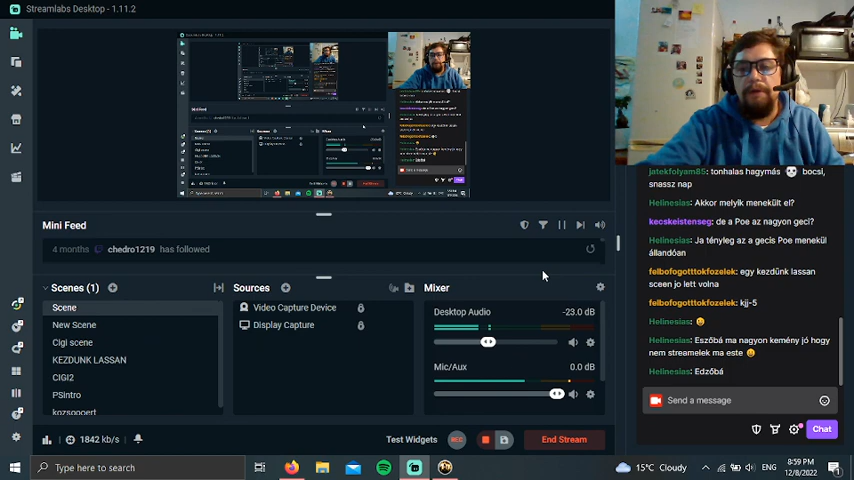 Streamlabs Desktop - 1.11.2
Mini Feed
4 months chedro1219 has followed
Scenes (1)
Scene
New Scene
Cigi scene
KEZDUNK LASSAN
CIGI2
PSintro
kozsopoert
Sources
Video Capture Device
Display Capture
Mixer
Desktop Audio -23.0 dB
Mic/Aux 0.0 dB
1842 kb/s
Test Widgets
REC
End Stream
jatekfolyam85: tonhalas hagymás bocsi,
snassz nap
Helinesias: Akkor melyik menekült el?
kecskeistenseg: de a Poe az nagyon geci?
Helinesias: Ja tényleg az a gecis Poe menekül
állandóan
felbofogotttokfozelek: egy kezdünk lassan
sceen jo lett volna
felbofogotttokfozelek: kjj-5
Helinesias:
Helinesias: Eszőbá ma nagyon kemény jó hogy
nem streamelek ma este
Helinesias: Edzőbá
Send a message
Chat
Type here to search
15°C Cloudy
ENG
8:59 PM
12/8/2022